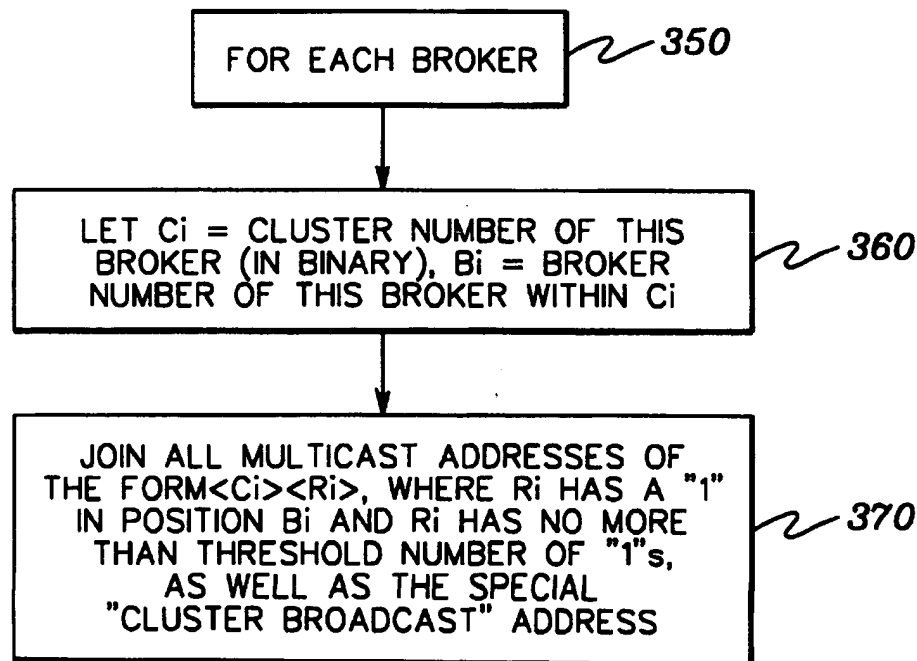 FOR EACH BROKER
350
LET Ci = CLUSTER NUMBER OF THIS
BROKER (IN BINARY), Bi = BROKER
NUMBER OF THIS BROKER WITHIN Ci
360
JOIN ALL MULTICAST ADDRESSES OF
THE FORM<Ci><Ri>, WHERE Ri HAS A "1"
IN POSITION Bi AND Ri HAS NO MORE
THAN THRESHOLD NUMBER OF "1"s,
AS WELL AS THE SPECIAL
"CLUSTER BROADCAST" ADDRESS
370